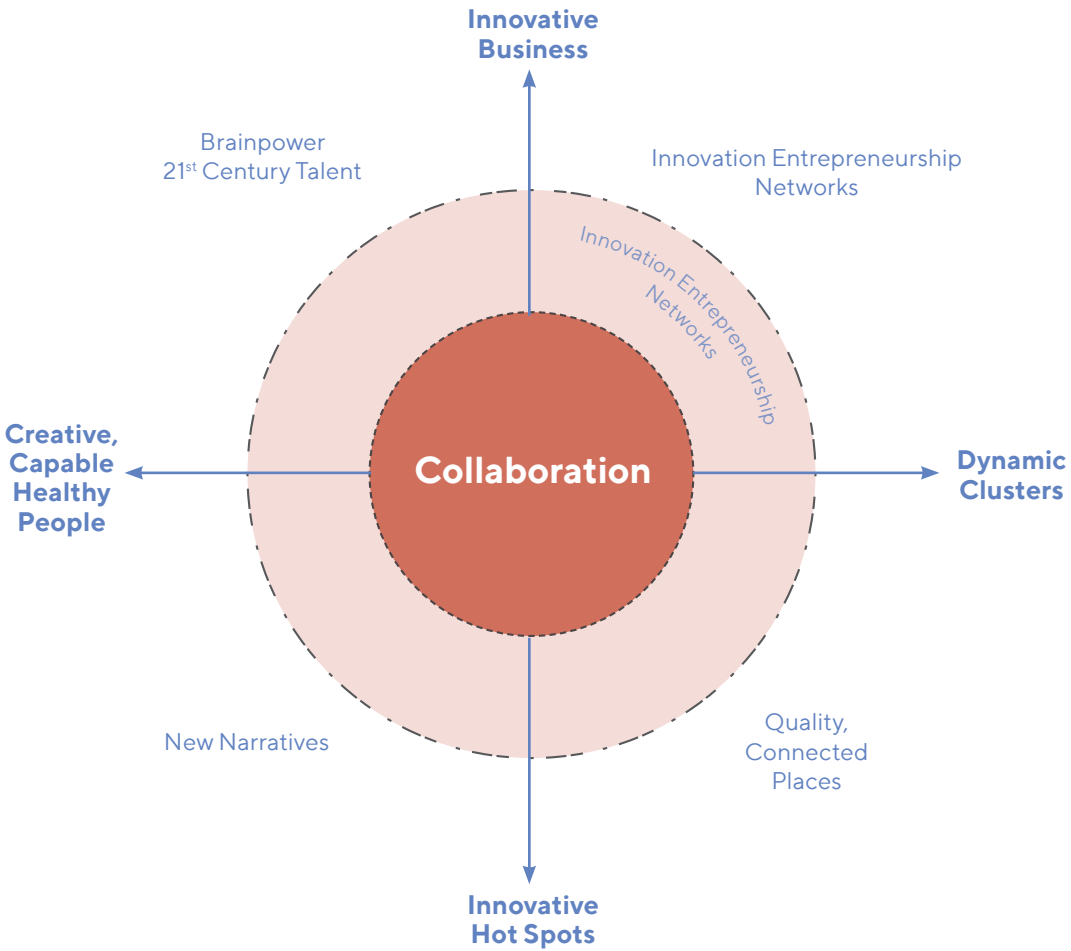 Innovative
Business
Brainpower
21st Century Talent
Innovation Entrepreneurship
Networks
Innovation Entrepreneurship
Networks
Creative,
Capable
Healthy
People
Collaboration
Dynamic
Clusters
New Narratives
Quality,
Connected
Places
Innovative
Hot Spots